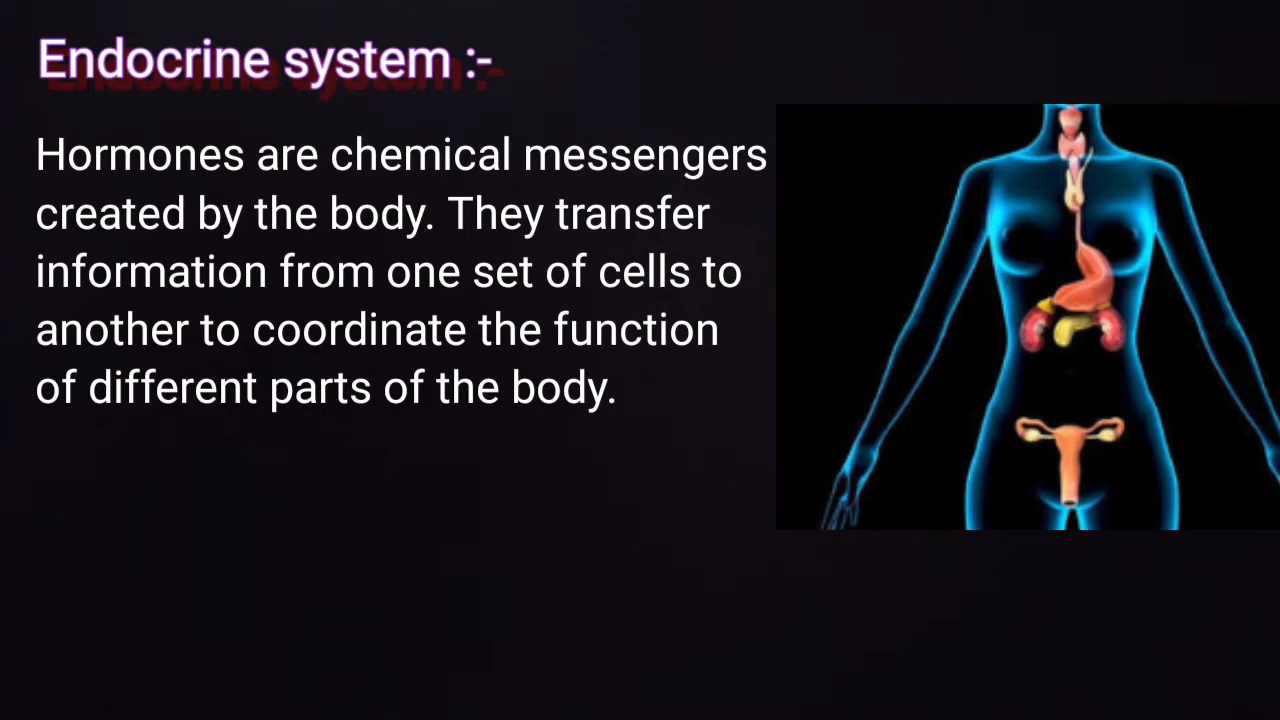 Endocrine system :-
Hormones are chemical messengers
created by the body. They transfer
information from one set of cells to
another to coordinate the function
of different parts of the body.